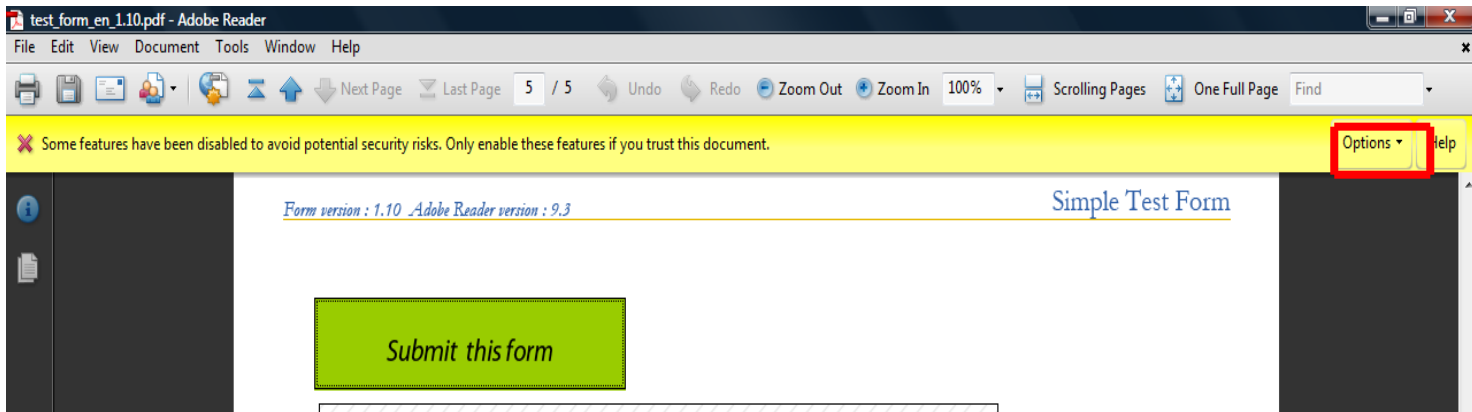 test_form_en_1.10.pdf - Adobe Reader
File Edit View Document Tools Window Help
Next Page Last Page 5 / 5 Undo Redo Zoom Out Zoom In 100% Scrolling Pages One Full Page Find
Some features have been disabled to avoid potential security risks. Only enable these features if you trust this document. Options Help
Form version : 1.10 Adobe Reader version : 9.3 Simple Test Form
Submit this form